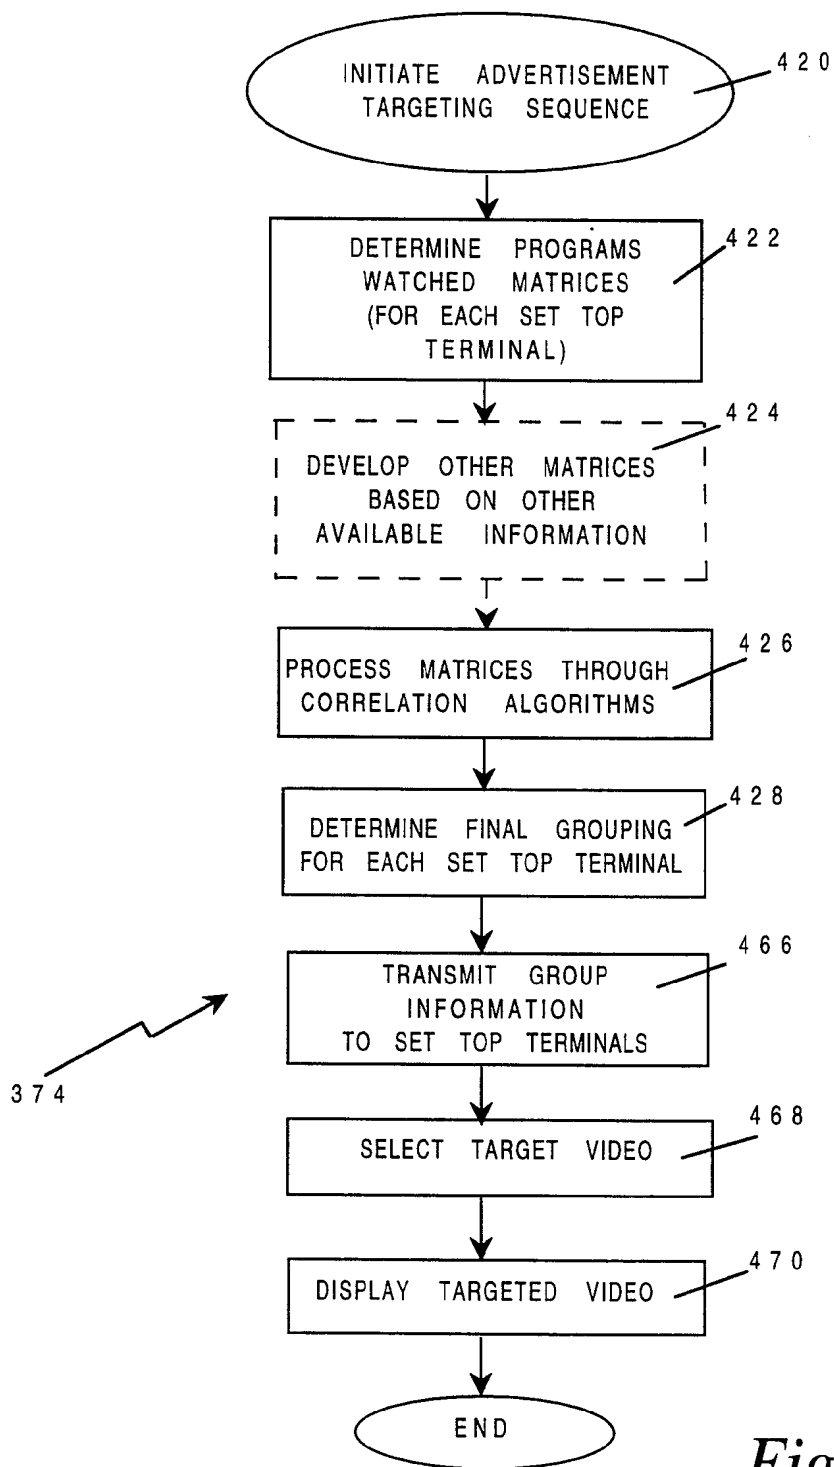 INITIATE ADVERTISEMENT
TARGETING SEQUENCE
420
DETERMINE PROGRAMS
WATCHED MATRICES
(FOR EACH SET TOP
TERMINAL)
422
424
DEVELOP OTHER MATRICES
BASED ON OTHER
AVAILABLE INFORMATION
426
PROCESS MATRICES THROUGH
CORRELATION ALGORITHMS
428
DETERMINE FINAL GROUPING
FOR EACH SET TOP TERMINAL
466
TRANSMIT GROUP
INFORMATION
TO SET TOP TERMINALS
374
468
SELECT TARGET VIDEO
470
DISPLAY TARGETED VIDEO
END